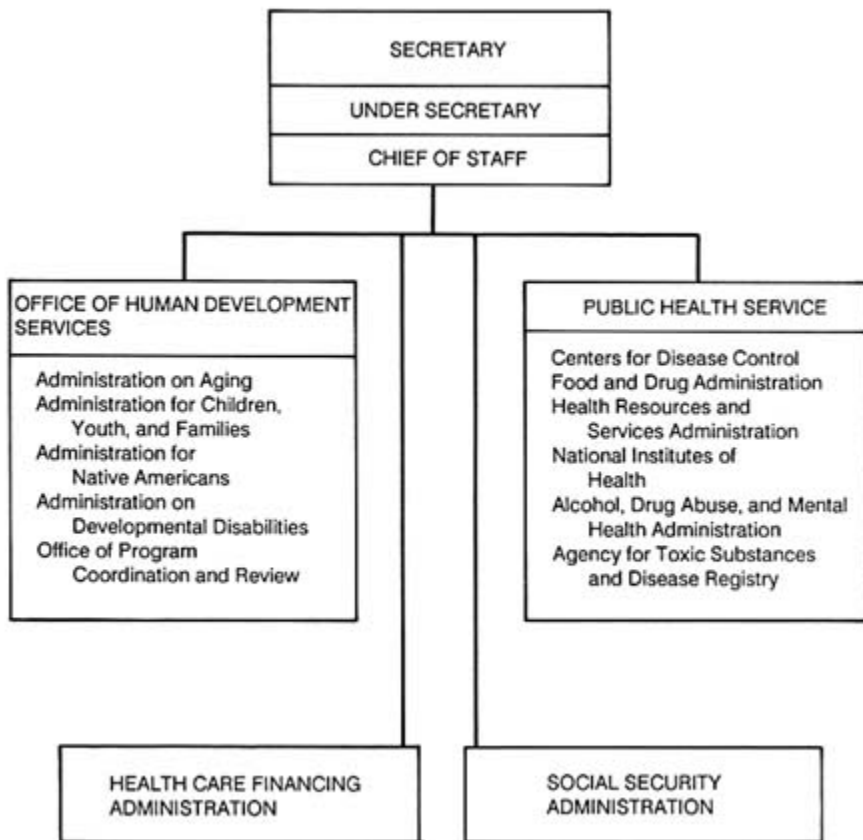 SECRETARY
UNDER SECRETARY
CHIEF OF STAFF
OFFICE OF HUMAN DEVELOPMENT
SERVICES
Administration on Aging
Administration for Children,
Youth, and Families
Administration for
Native Americans
Administration on
Developmental Disabilities
Office of Program
Coordination and Review
PUBLIC HEALTH SERVICE
Centers for Disease Control
Food and Drug Administration
Health Resources and
Services Administration
National Institutes of
Health
Alcohol, Drug Abuse, and Mental
Health Administration
Agency for Toxic Substances
and Disease Registry
HEALTH CARE FINANCING
ADMINISTRATION
SOCIAL SECURITY
ADMINISTRATION